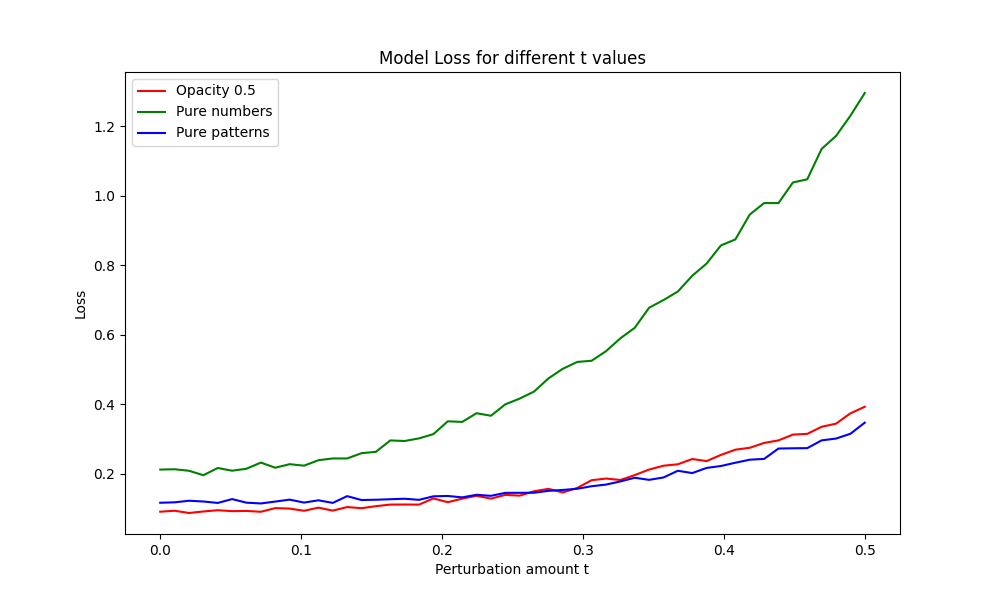 Model Loss for different t values
Opacity 0.5
Pure numbers
Pure patterns
Loss
1.2
1.0
0.8
0.6
0.4
0.2
0.0 0.1 0.2 0.3 0.4 0.5
Perturbation amount t